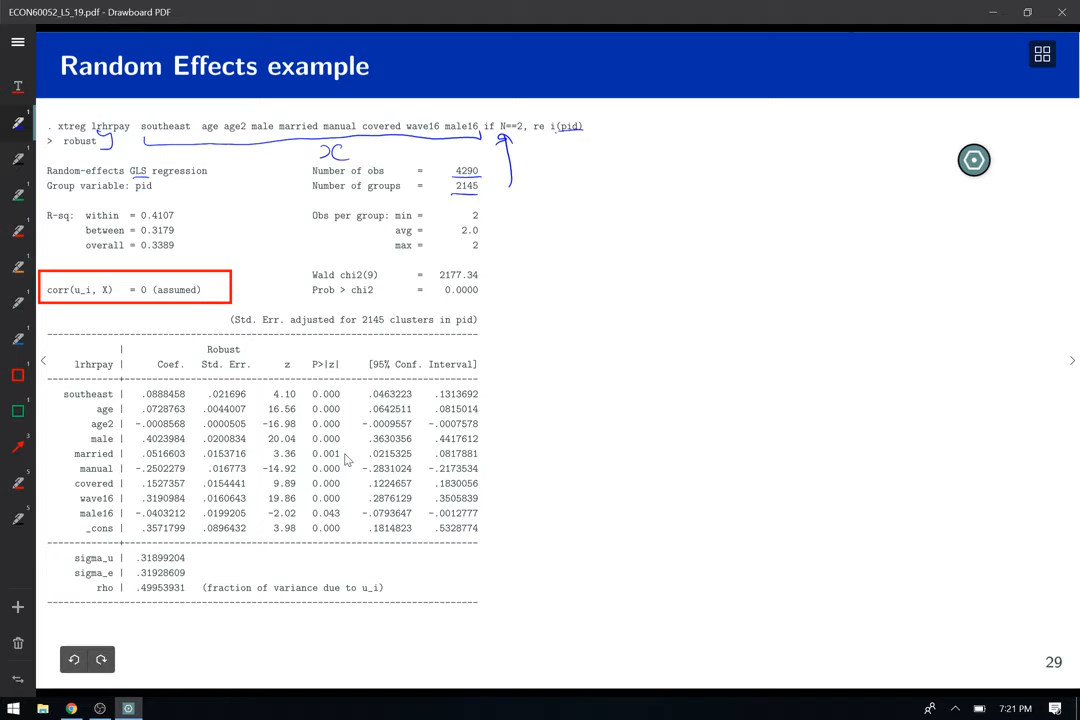 ECON60052_L5_19.pdf - Drawboard PDF
Random Effects example
. xtreg lrhrpay southeast age age2 male married manual covered wave16 male16 if N==2, re i(pid)
> robust
y
x
Random-effects GLS regression Number of obs = 4290
Group variable: pid Number of groups = 2145
R-sq: within = 0.4107 Obs per group: min = 2
between = 0.3179 avg = 2.0
overall = 0.3389 max = 2
Wald chi2(9) = 2177.34
corr(u_i, X) = 0 (assumed) Prob > chi2 = 0.0000
(Std. Err. adjusted for 2145 clusters in pid)
------------------------------------------------------------------------------
| Robust
lrhrpay | Coef. Std. Err. z P>|z| [95% Conf. Interval]
-------------+----------------------------------------------------------------
southeast | .0888458 .021696 4.10 0.000 .0463223 .1313692
age | .0728763 .0044007 16.56 0.000 .0642511 .0815014
age2 | -.0008568 .0000505 -16.98 0.000 -.0009557 -.0007578
male | .4023984 .0200834 20.04 0.000 .3630356 .4417612
married | .0516603 .0153716 3.36 0.001 .0215325 .0817881
manual | -.2502279 .016773 -14.92 0.000 -.2831024 -.2173534
covered | .1527357 .0154441 9.89 0.000 .1224657 .1830056
wave16 | .3190984 .0160643 19.86 0.000 .2876129 .3505839
male16 | -.0403212 .0199205 -2.02 0.043 -.0793647 -.0012777
_cons | .3571799 .0896432 3.98 0.000 .1814823 .5328774
-------------+----------------------------------------------------------------
sigma_u | .31899204
sigma_e | .31928609
rho | .49953931 (fraction of variance due to u_i)
------------------------------------------------------------------------------
29
7:21 PM